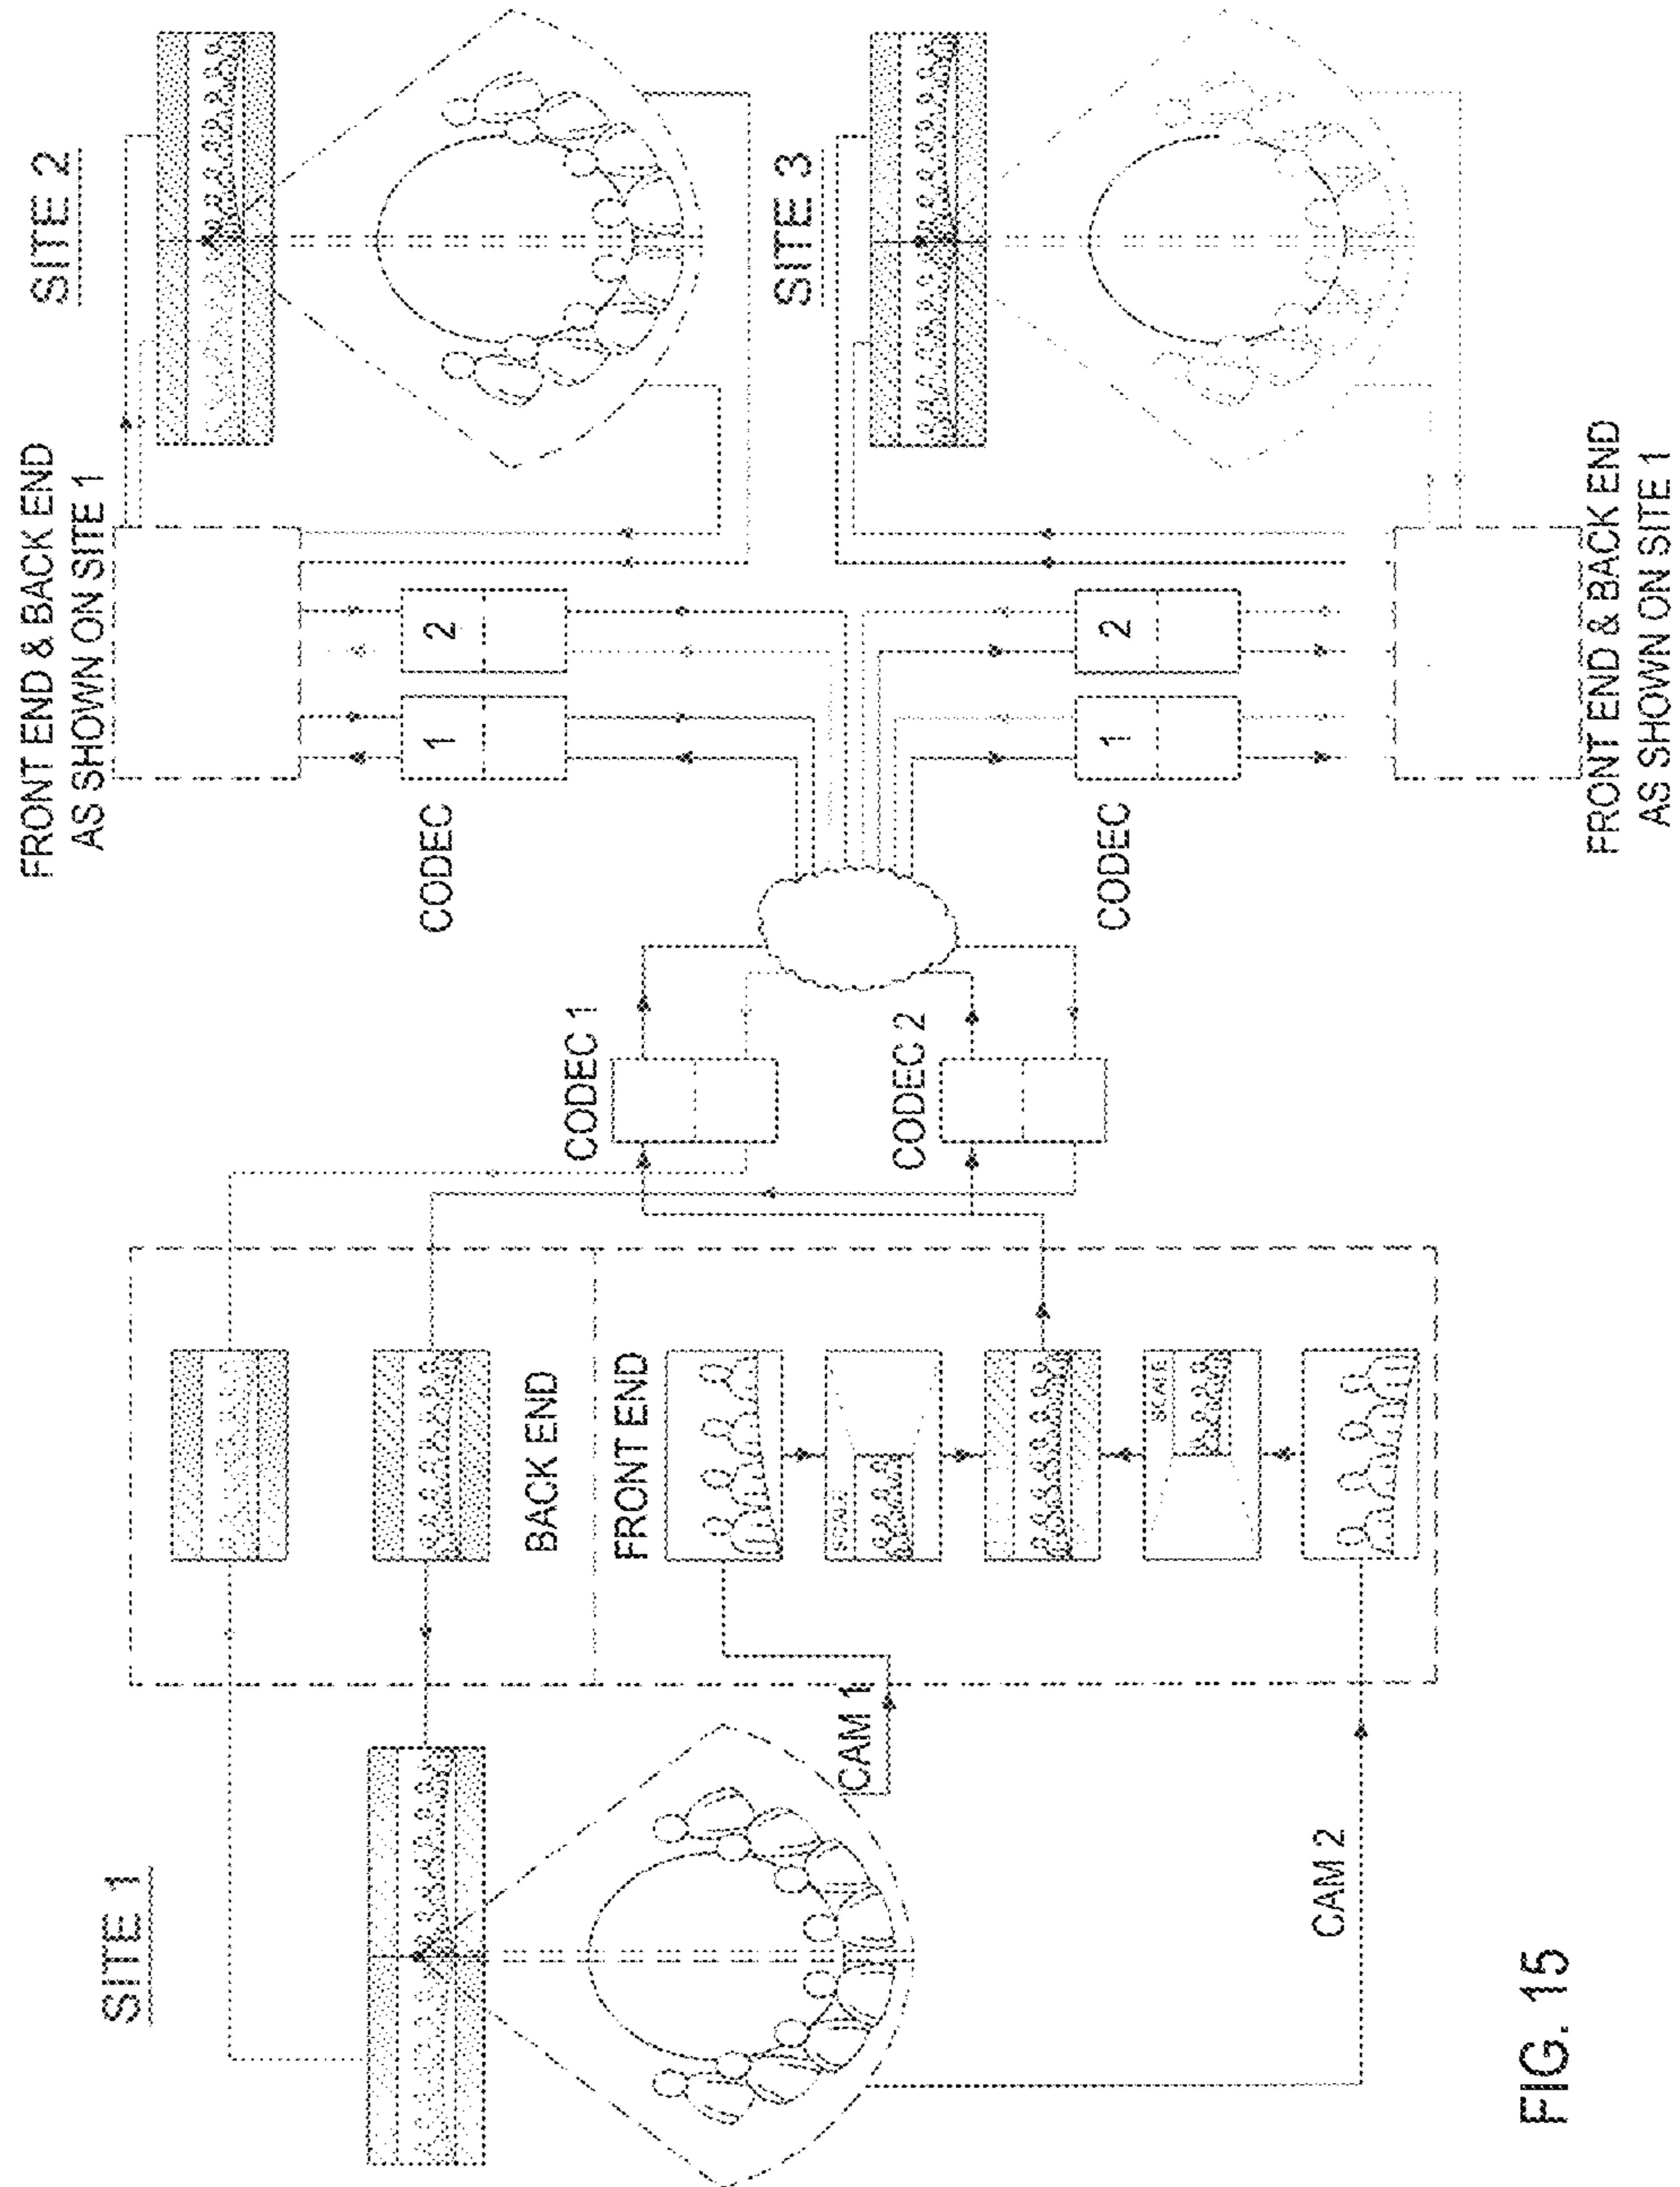 SITE 1
CAM 1
CAM 2
BACK END
FRONT END
SCALE
SCALE
CODEC 1
CODEC 2
FRONT END & BACK END
AS SHOWN ON SITE 1
CODEC
1
2
SITE 2
CODEC
1
2
SITE 3
FRONT END & BACK END
AS SHOWN ON SITE 1
FIG. 15